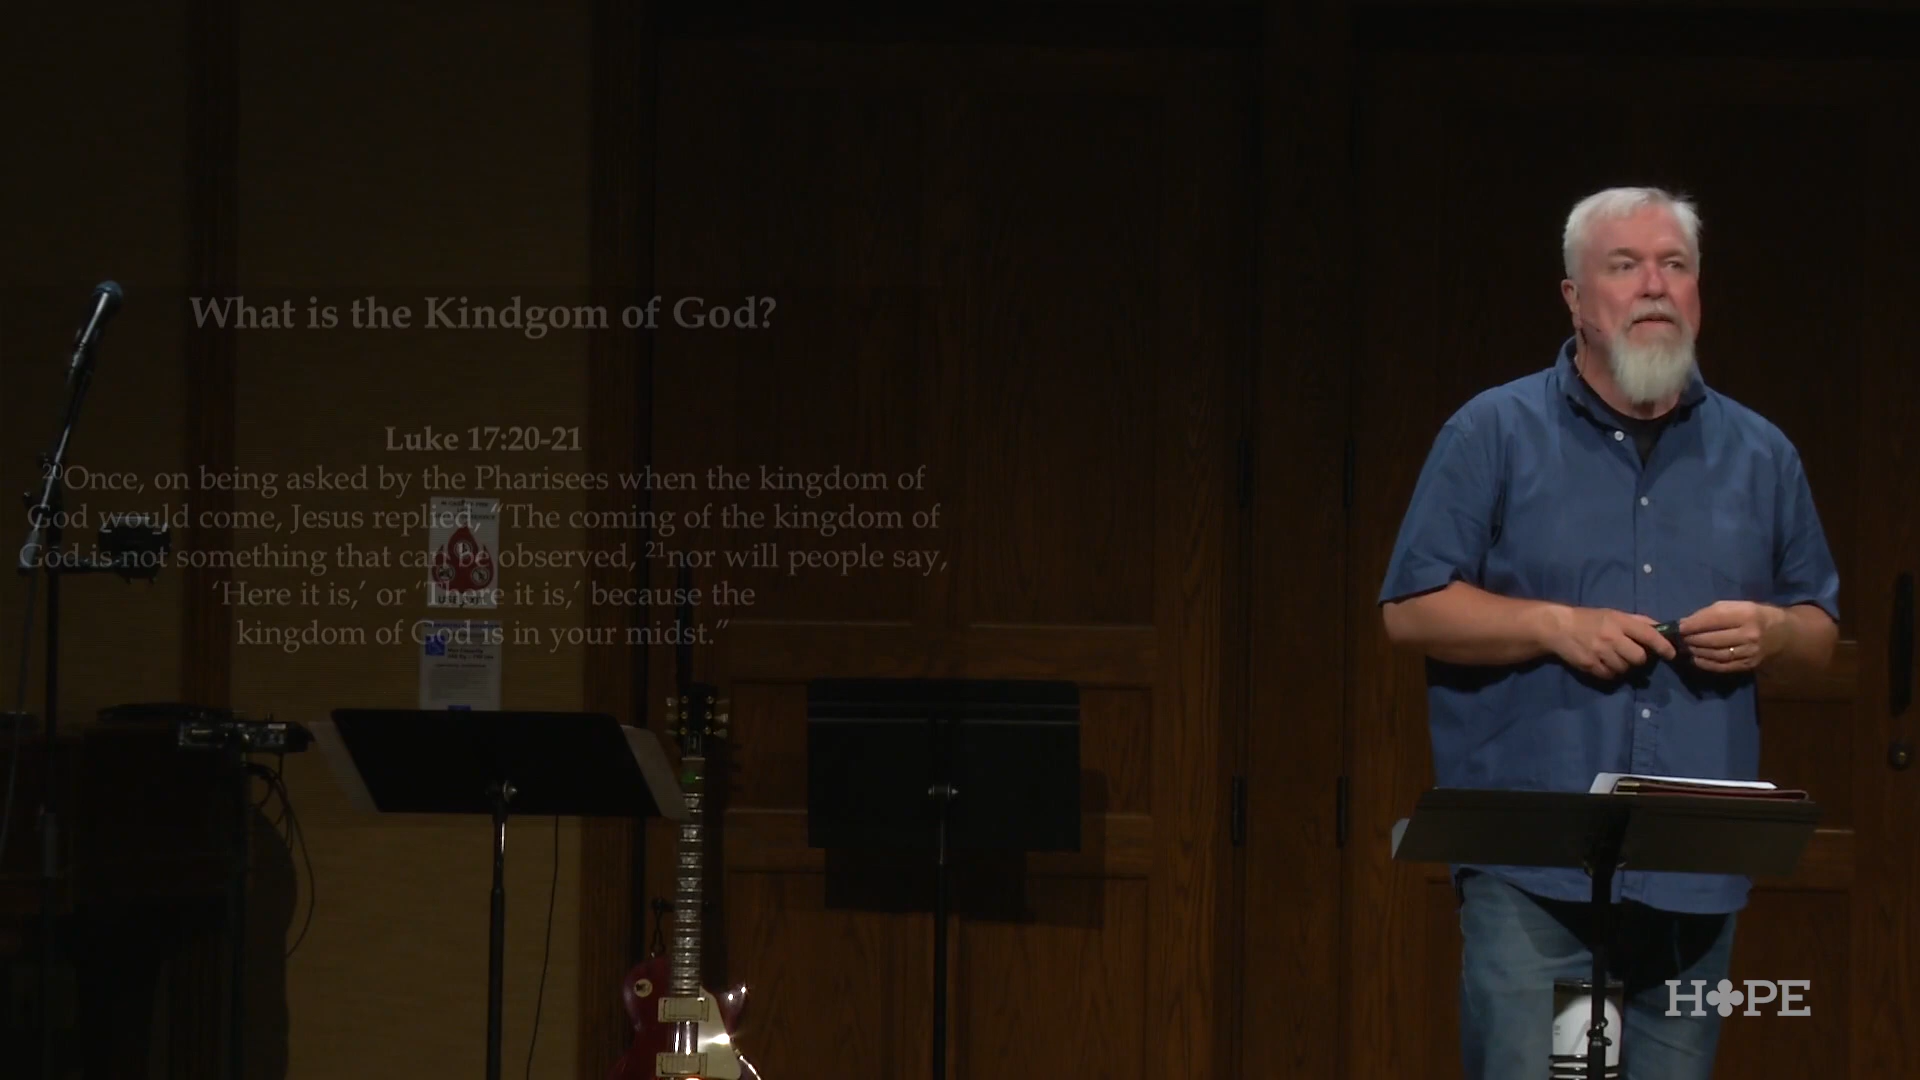 What is the Kindgom of God?
Luke 17:20-21
20Once, on being asked by the Pharisees when the kingdom of
God would come, Jesus replied, “The coming of the kingdom of
God is not something that can be observed, 21nor will people say,
‘Here it is,’ or ‘There it is,’ because the
kingdom of God is in your midst.”
HOPE